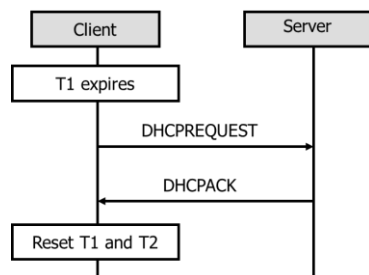 Client
Server
T1 expires
DHCPREQUEST
DHCPACK
Reset T1 and T2